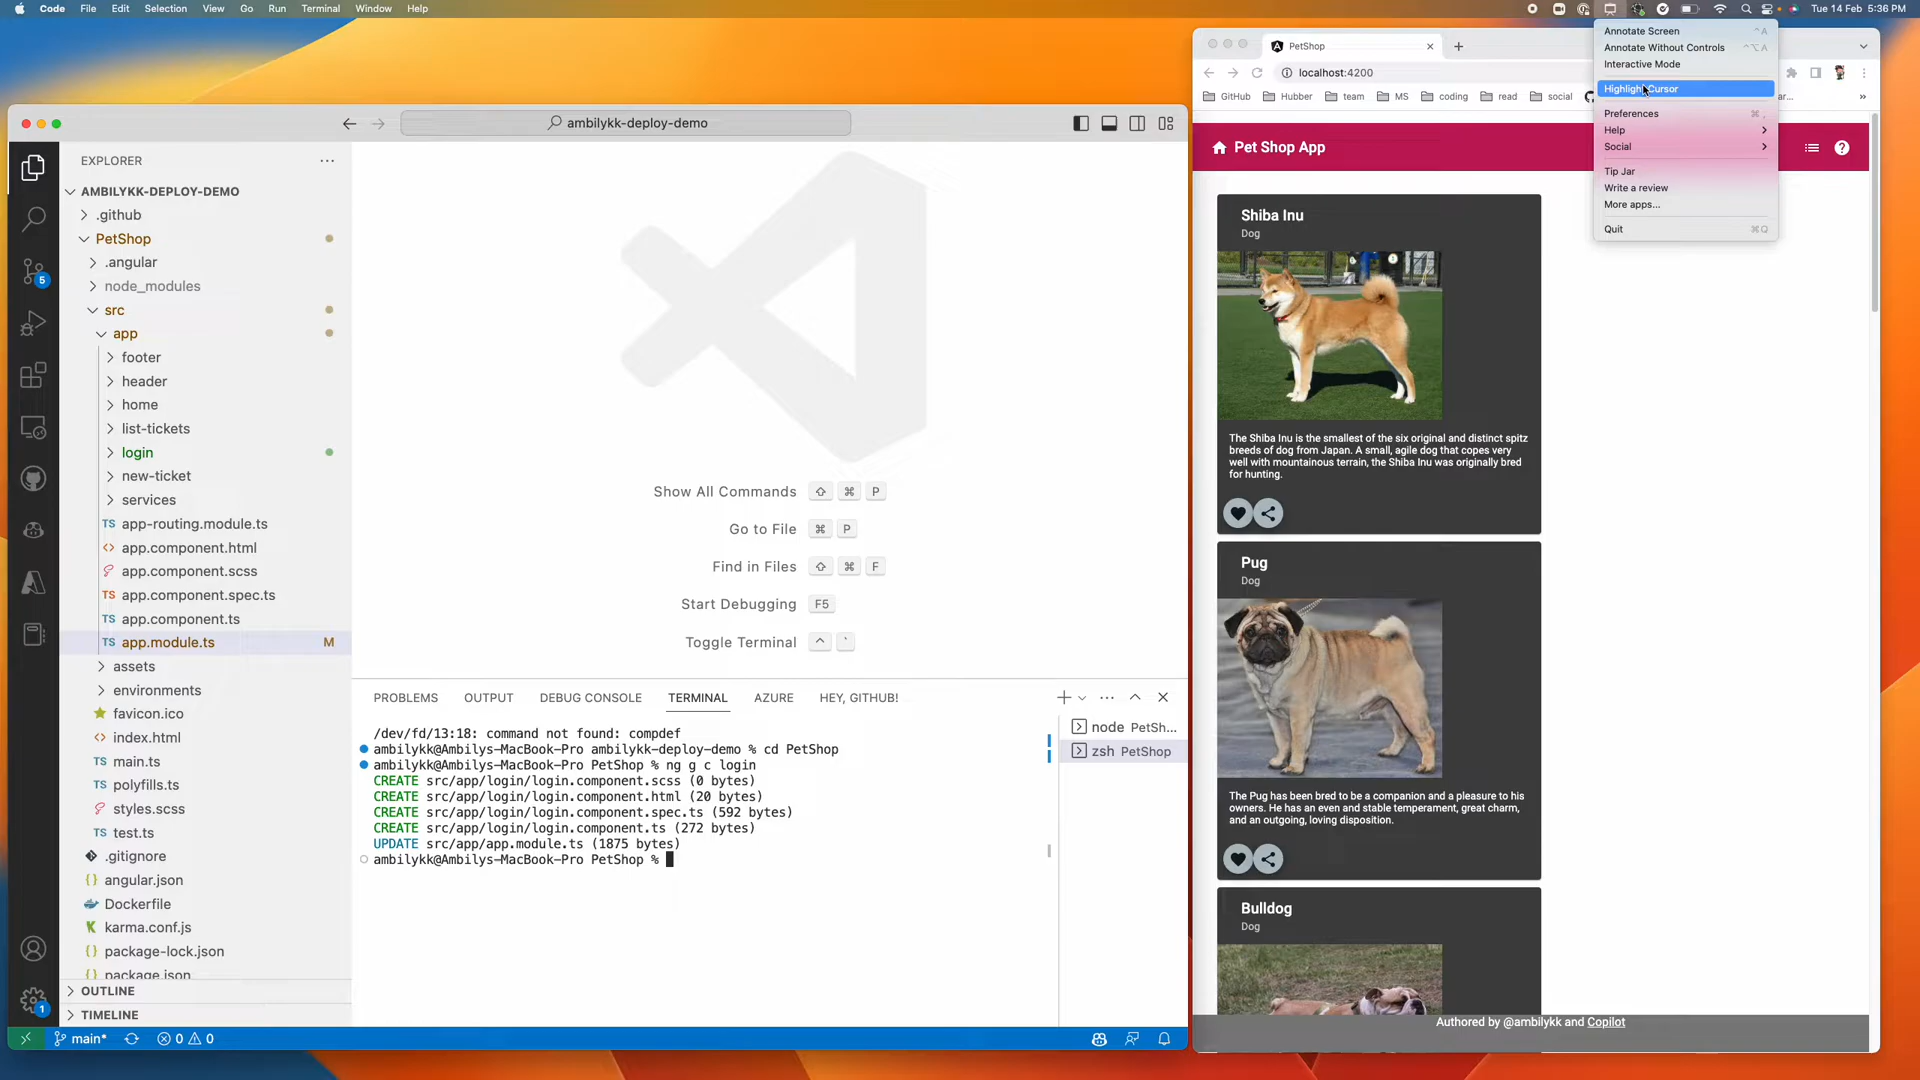 Code File Edit Selection View Go Run Terminal Window Help
Tue 14 Feb 5:36 PM
ambilykk-deploy-demo
EXPLORER
AMBILYKK-DEPLOY-DEMO
.github
PetShop
.angular
node_modules
src
app
footer
header
home
list-tickets
login
new-ticket
services
TS app-routing.module.ts
<> app.component.html
app.component.scss
TS app.component.spec.ts
TS app.component.ts
TS app.module.ts M
assets
environments
favicon.ico
<> index.html
TS main.ts
TS polyfills.ts
styles.scss
TS test.ts
.gitignore
{} angular.json
Dockerfile
karma.conf.js
{} package-lock.json
{} package.json
OUTLINE
TIMELINE
5
1
main* 0 0
Show All Commands ⇧ ⌘ P
Go to File ⌘ P
Find in Files ⇧ ⌘ F
Start Debugging F5
Toggle Terminal ^ `
PROBLEMS OUTPUT DEBUG CONSOLE TERMINAL AZURE HEY, GITHUB!
/dev/fd/13:18: command not found: compdef
ambilykk@Ambilys-MacBook-Pro ambilykk-deploy-demo % cd PetShop
ambilykk@Ambilys-MacBook-Pro PetShop % ng g c login
CREATE src/app/login/login.component.scss (0 bytes)
CREATE src/app/login/login.component.html (20 bytes)
CREATE src/app/login/login.component.spec.ts (592 bytes)
CREATE src/app/login/login.component.ts (272 bytes)
UPDATE src/app/app.module.ts (1875 bytes)
ambilykk@Ambilys-MacBook-Pro PetShop %
node PetSh...
zsh PetShop
PetShop
localhost:4200
GitHub Hubber team MS coding read social
ar...
»
Pet Shop App
Annotate Screen ^A
Annotate Without Controls ^⌥A
Interactive Mode
Highlight Cursor
Preferences ⌘ ,
Help
Social
Tip Jar
Write a review
More apps...
Quit ⌘Q
Shiba Inu
Dog
The Shiba Inu is the smallest of the six original and distinct spitz
breeds of dog from Japan. A small, agile dog that copes very
well with mountainous terrain, the Shiba Inu was originally bred
for hunting.
Pug
Dog
The Pug has been bred to be a companion and a pleasure to his
owners. He has an even and stable temperament, great charm,
and an outgoing, loving disposition.
Bulldog
Dog
Authored by @ambilykk and Copilot